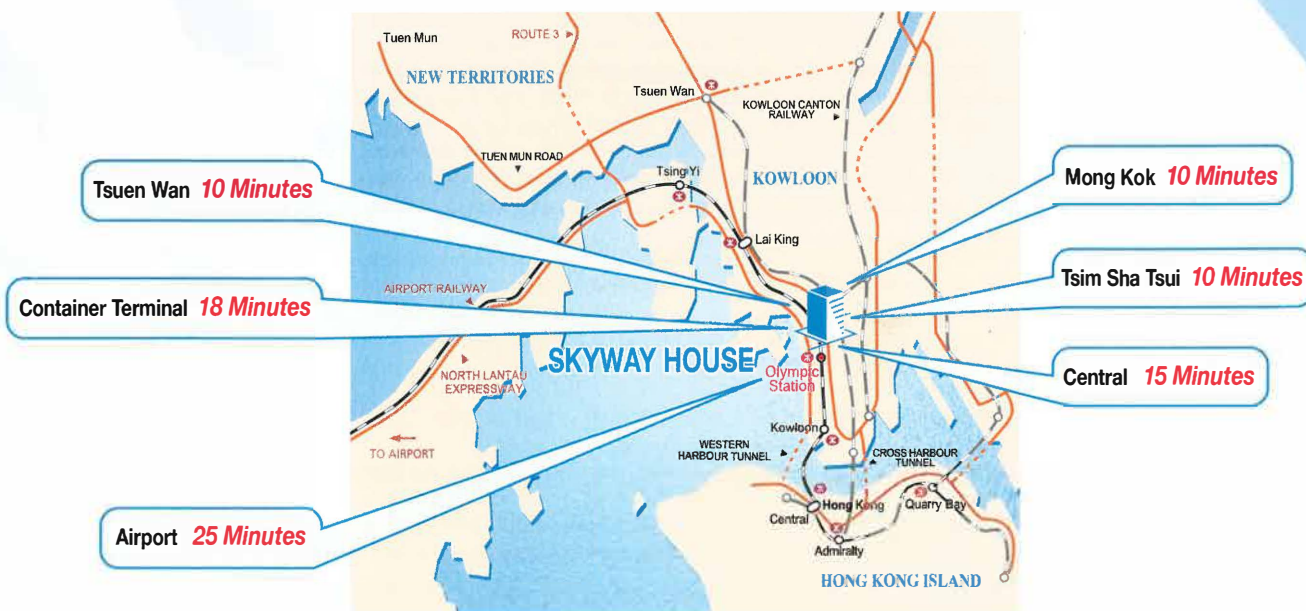 Tuen Mun
ROUTE 3
NEW TERRITORIES
Tsuen Wan
KOWLOON CANTON
RAILWAY
TUEN MUN ROAD
Tsing Yi
KOWLOON
Tsuen Wan 10 Minutes
Mong Kok 10 Minutes
Lai King
Container Terminal 18 Minutes
AIRPORT RAILWAY
Tsim Sha Tsui 10 Minutes
SKYWAY HOUSE
NORTH LANTAU
EXPRESSWAY
Olympic
Station
Central 15 Minutes
Kowloon
TO AIRPORT
WESTERN
HARBOUR TUNNEL
CROSS HARBOUR
TUNNEL
Airport 25 Minutes
Hong Kong
Central
Quarry Bay
Admiralty
HONG KONG ISLAND